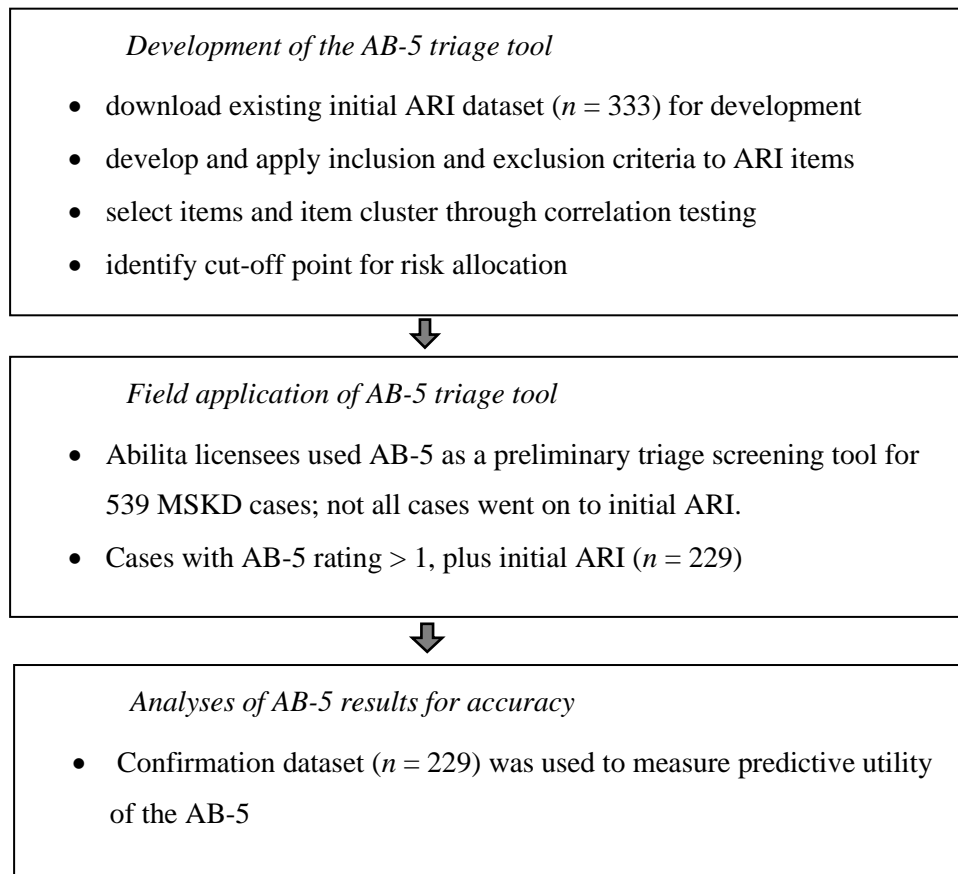 Development of the AB-5 triage tool
• download existing initial ARI dataset (n = 333) for development
• develop and apply inclusion and exclusion criteria to ARI items
• select items and item cluster through correlation testing
• identify cut-off point for risk allocation
Field application of AB-5 triage tool
• Abilita licensees used AB-5 as a preliminary triage screening tool for
539 MSKD cases; not all cases went on to initial ARI.
• Cases with AB-5 rating > 1, plus initial ARI (n = 229)
Analyses of AB-5 results for accuracy
• Confirmation dataset (n = 229) was used to measure predictive utility
of the AB-5